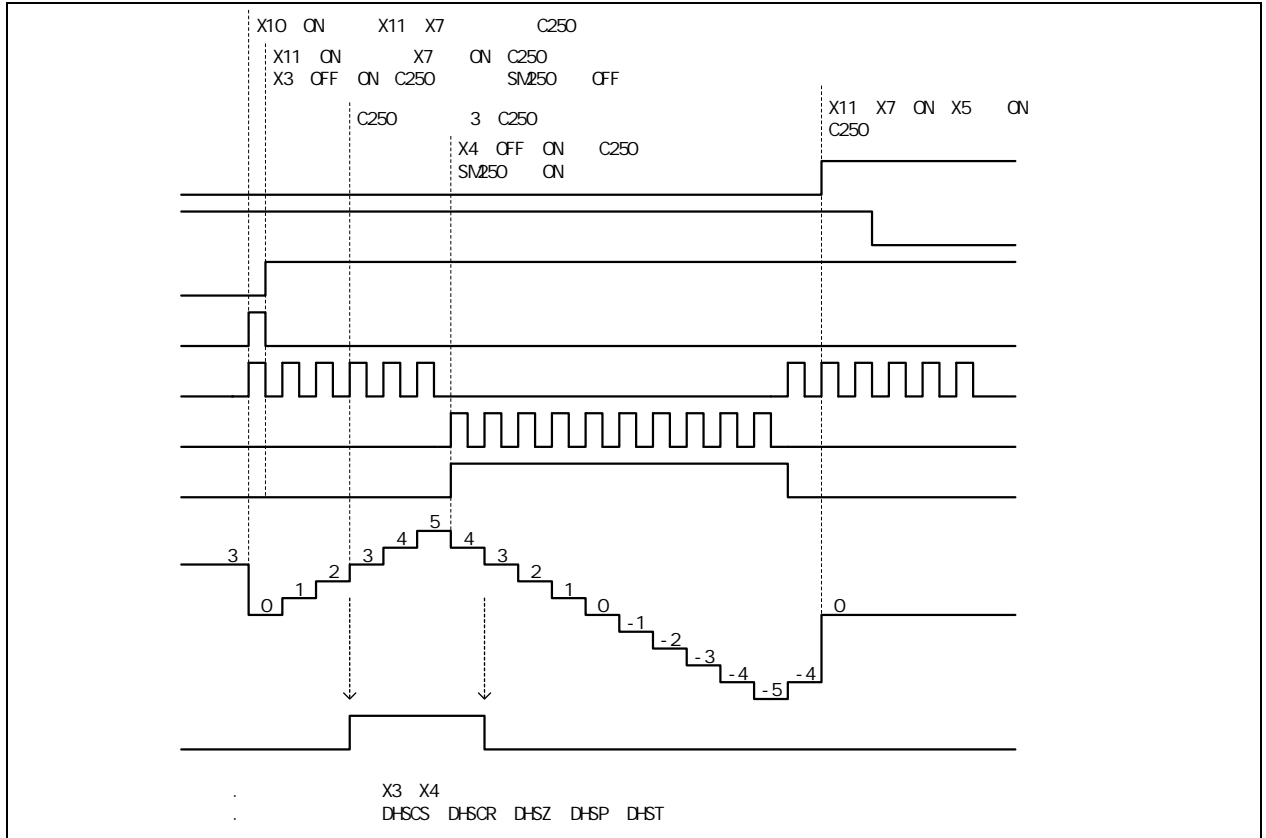 X10 ON X11 X7 C250
X11 ON X7 ON C250
X3 OFF ON C250 SM250 OFF
C250 3 C250
X4 OFF ON C250
SM250 ON
X11 X7 ON X5 ON
C250
3
0
1
2
3
4
5
4
3
2
1
0
-1
-2
-3
-4
-5
-4
0
. X3 X4
. DHSCS DHSCR DHSZ DHSP DHST